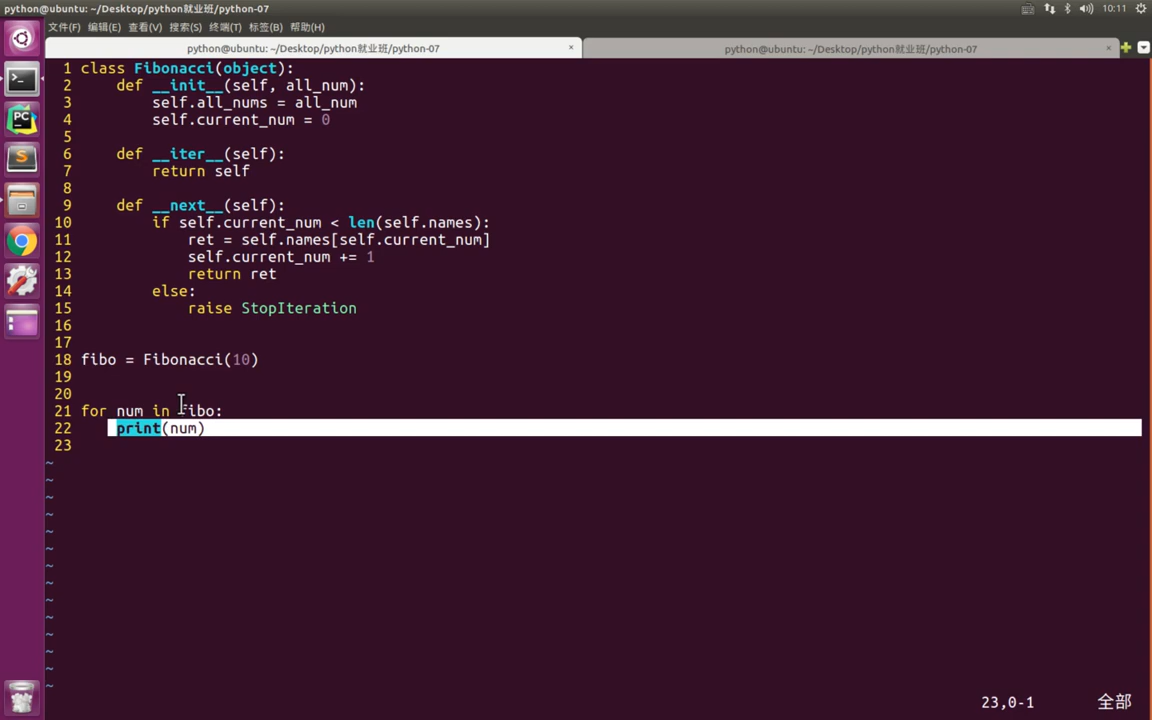 python@ubuntu: ~/Desktop/python就业班/python-07
10:11
文件(F) 编辑(E) 查看(V) 搜索(S) 终端(T) 标签(B) 帮助(H)
python@ubuntu: ~/Desktop/python就业班/python-07 ×
python@ubuntu: ~/Desktop/python就业班/python-07 ×
1 class Fibonacci(object):
2     def __init__(self, all_num):
3         self.all_nums = all_num
4         self.current_num = 0
5
6     def __iter__(self):
7         return self
8
9     def __next__(self):
10         if self.current_num < len(self.names):
11             ret = self.names[self.current_num]
12             self.current_num += 1
13             return ret
14         else:
15             raise StopIteration
16
17
18 fibo = Fibonacci(10)
19
20
21 for num in fibo:
22     print(num)
23
~
~
~
~
~
~
~
~
~
~
~
~
~
~
23,0-1 全部
PC
S